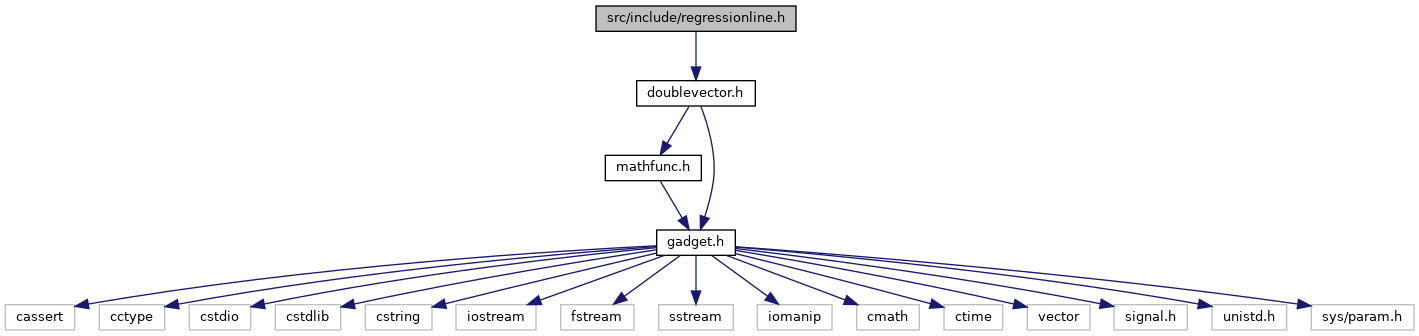 src/include/regressionline.h
doublevector.h
mathfunc.h
gadget.h
cassert
cctype
cstdio
cstdlib
cstring
iostream
fstream
sstream
iomanip
cmath
ctime
vector
signal.h
unistd.h
sys/param.h